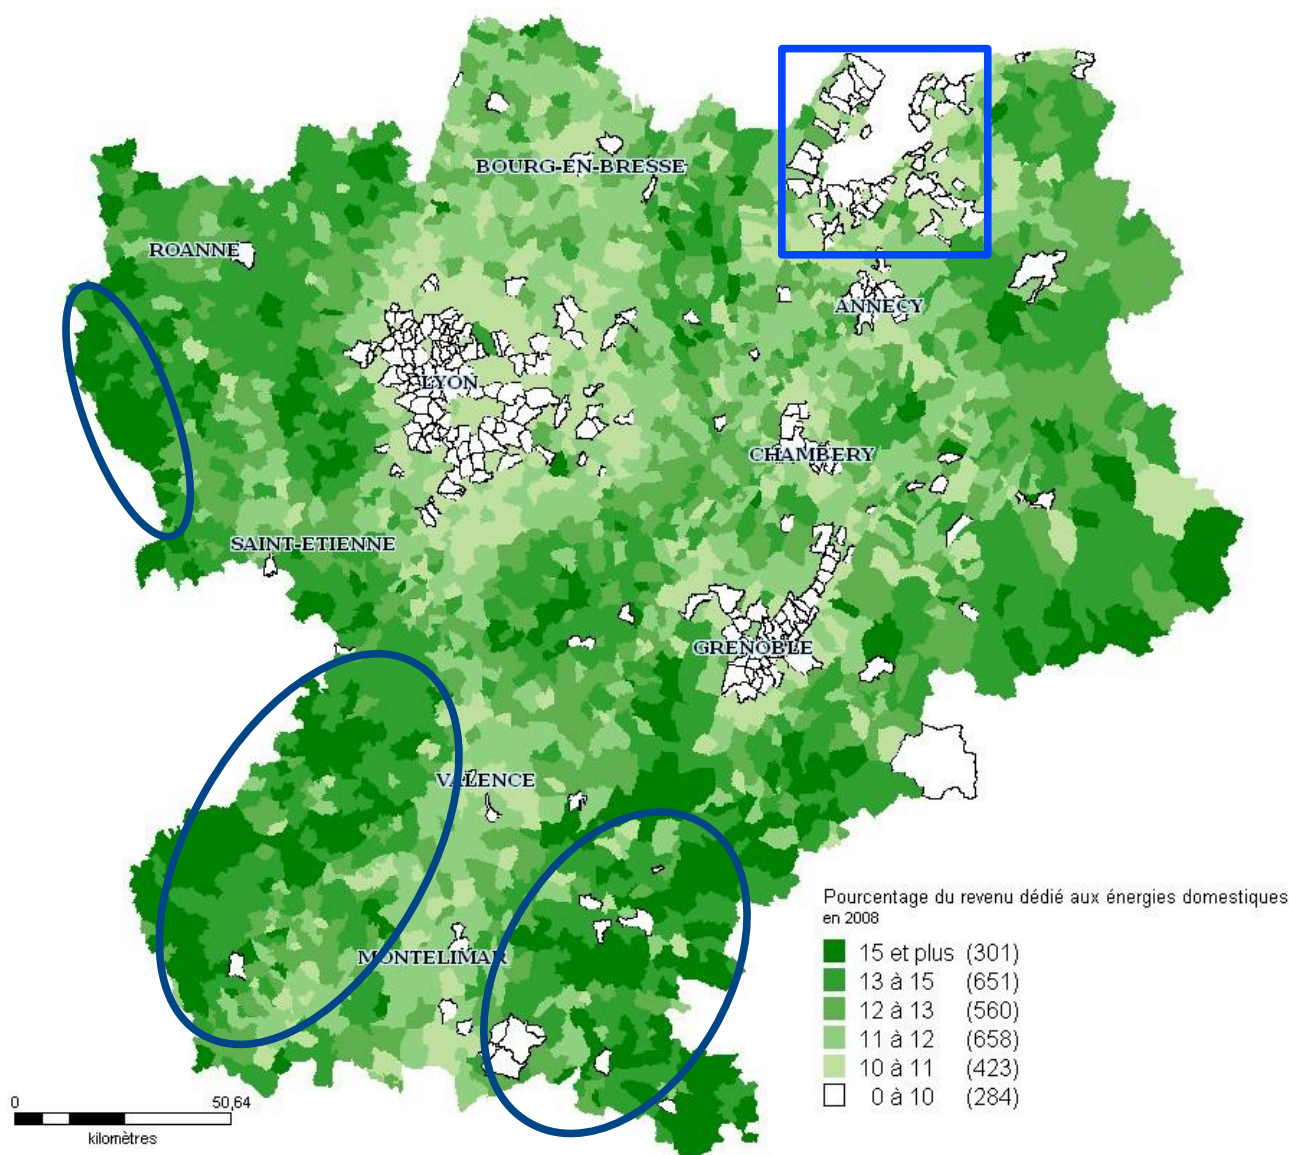 BOURG-EN-BRESSE
ROANNE
ANNECY
LYON
CHAMBERY
SAINT-ETIENNE
GRENOBLE
VALENCE
MONTELIMAR
Pourcentage du revenu dédié aux énergies domestiques
en 2008
15 et plus (301)
13 à 15 (651)
12 à 13 (560)
11 à 12 (658)
10 à 11 (423)
0 à 10 (284)
0 50,64
kilomètres